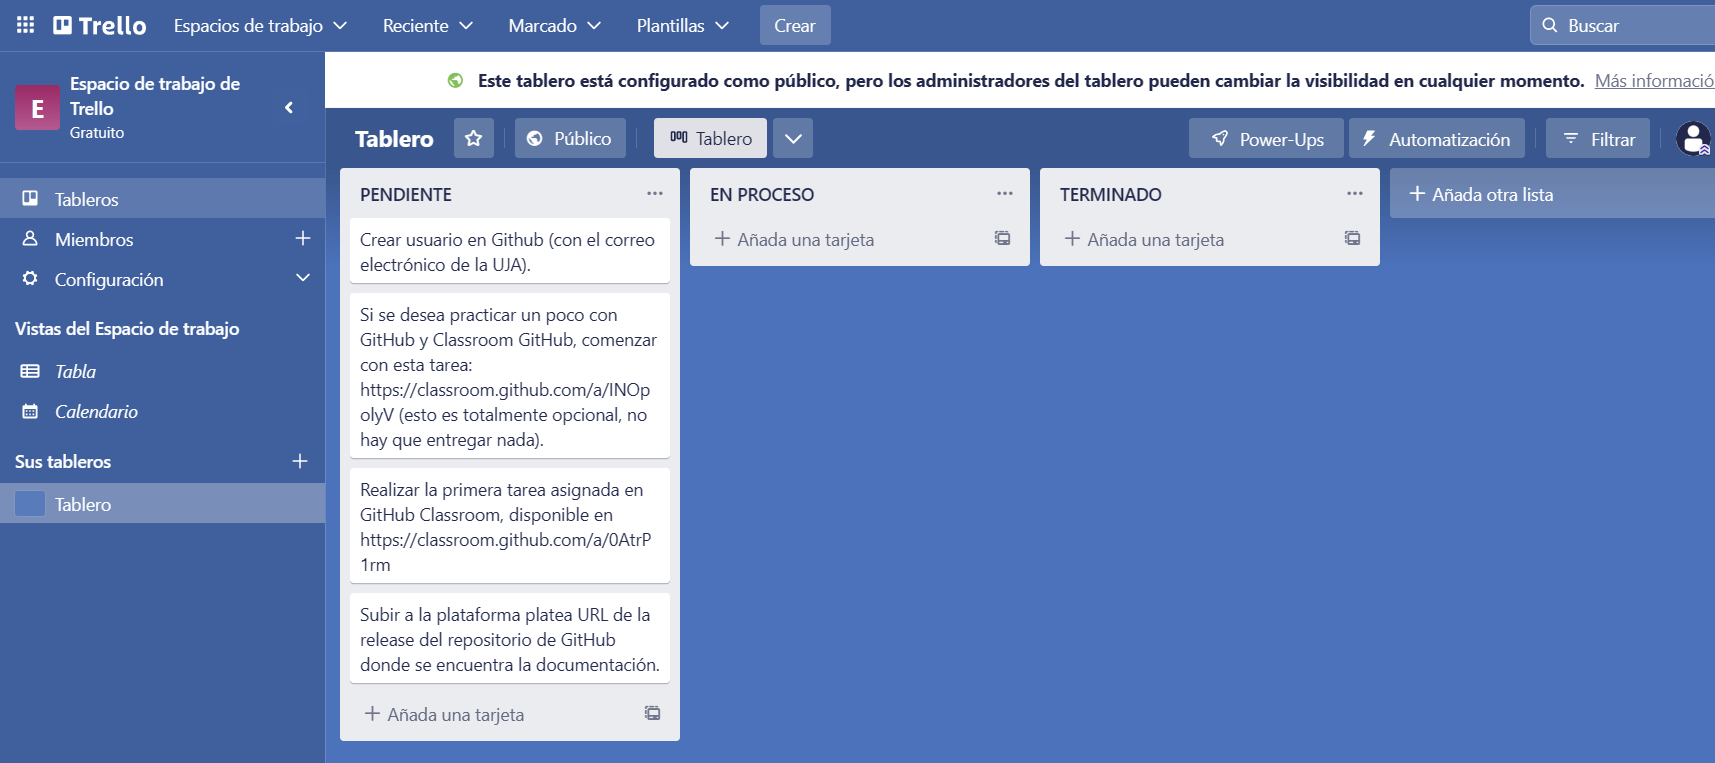 Trello
Espacios de trabajo
Reciente
Marcado
Plantillas
Crear
Buscar
E
Espacio de trabajo de
Trello
Gratuito
Este tablero está configurado como público, pero los administradores del tablero pueden cambiar la visibilidad en cualquier momento. Más informació
Tablero
Público
Tablero
Power-Ups
Automatización
Filtrar
Tableros
Miembros
Configuración
Vistas del Espacio de trabajo
Tabla
Calendario
Sus tableros
Tablero
PENDIENTE
Crear usuario en Github (con el correo
electrónico de la UJA).
Si se desea practicar un poco con
GitHub y Classroom GitHub, comenzar
con esta tarea:
https://classroom.github.com/a/INOp
olyV (esto es totalmente opcional, no
hay que entregar nada).
Realizar la primera tarea asignada en
GitHub Classroom, disponible en
https://classroom.github.com/a/0AtrP
1rm
Subir a la plataforma platea URL de la
release del repositorio de GitHub
donde se encuentra la documentación.
Añada una tarjeta
EN PROCESO
Añada una tarjeta
TERMINADO
Añada una tarjeta
Añada otra lista